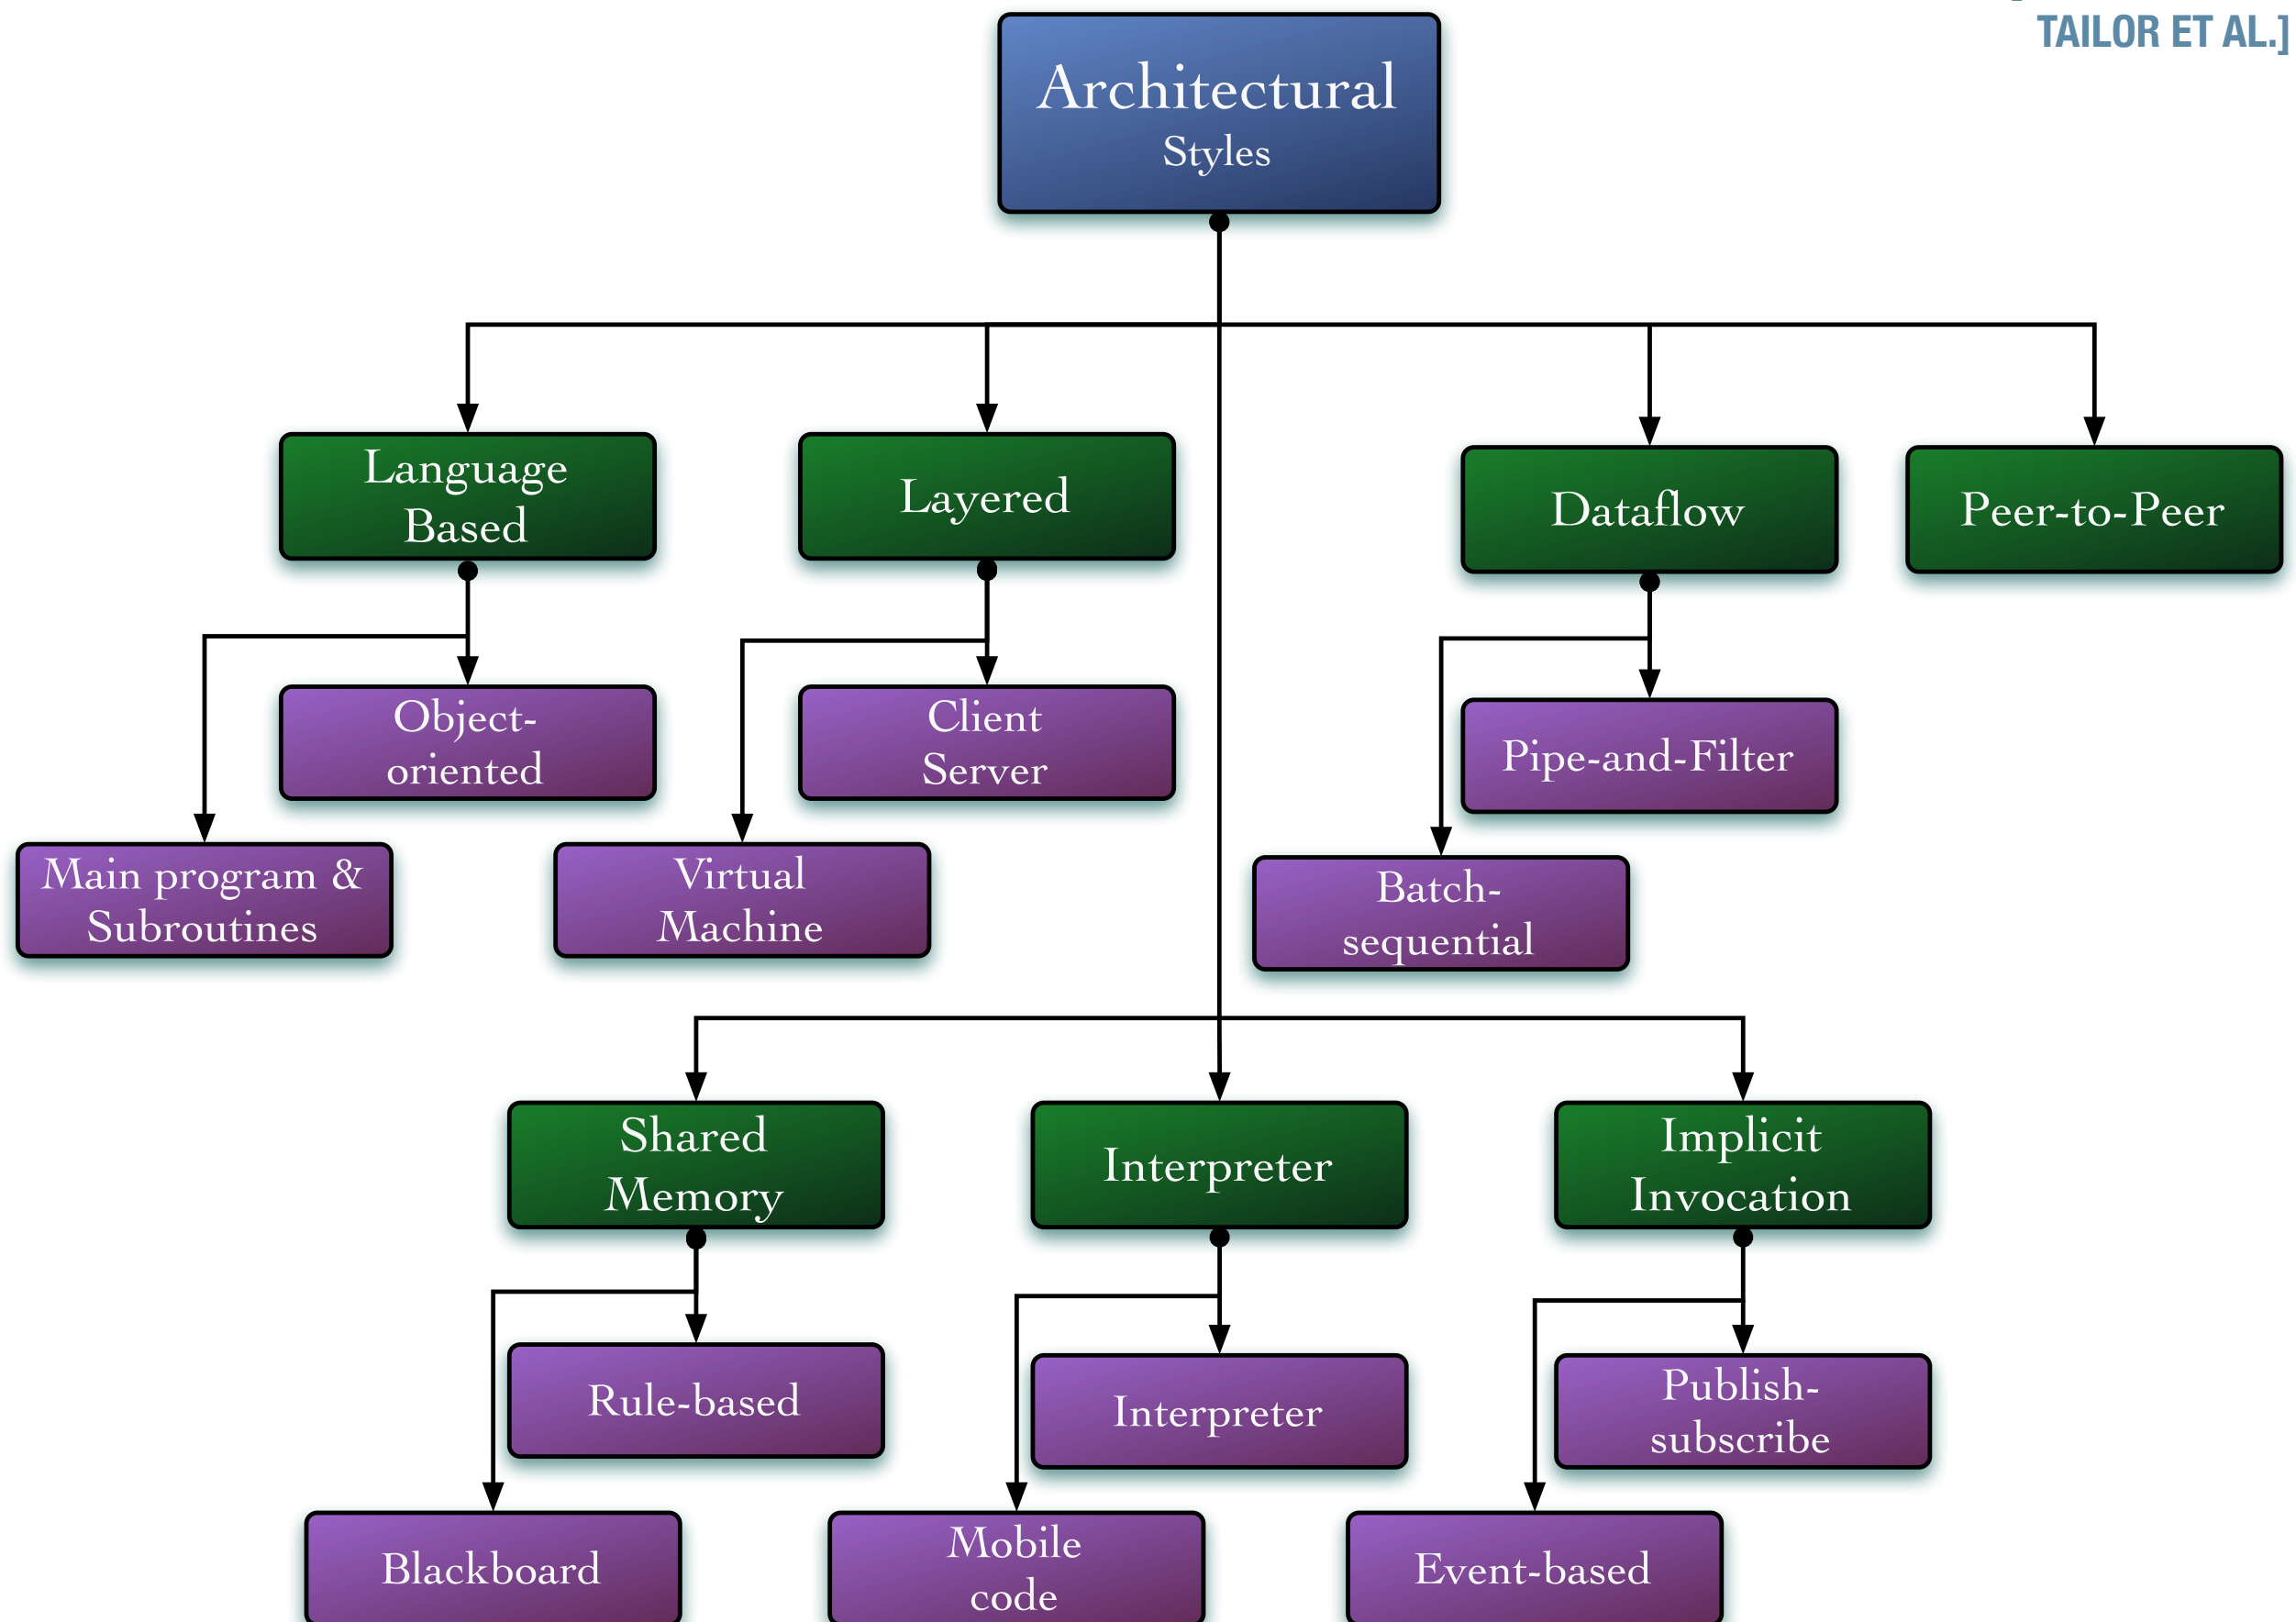 TAILOR ET AL.]
Architectural
Styles
Language
Based
Layered
Dataflow
Peer-to-Peer
Object-
oriented
Client
Server
Pipe-and-Filter
Main program &
Subroutines
Virtual
Machine
Batch-
sequential
Shared
Memory
Interpreter
Implicit
Invocation
Rule-based
Interpreter
Publish-
subscribe
Blackboard
Mobile
code
Event-based